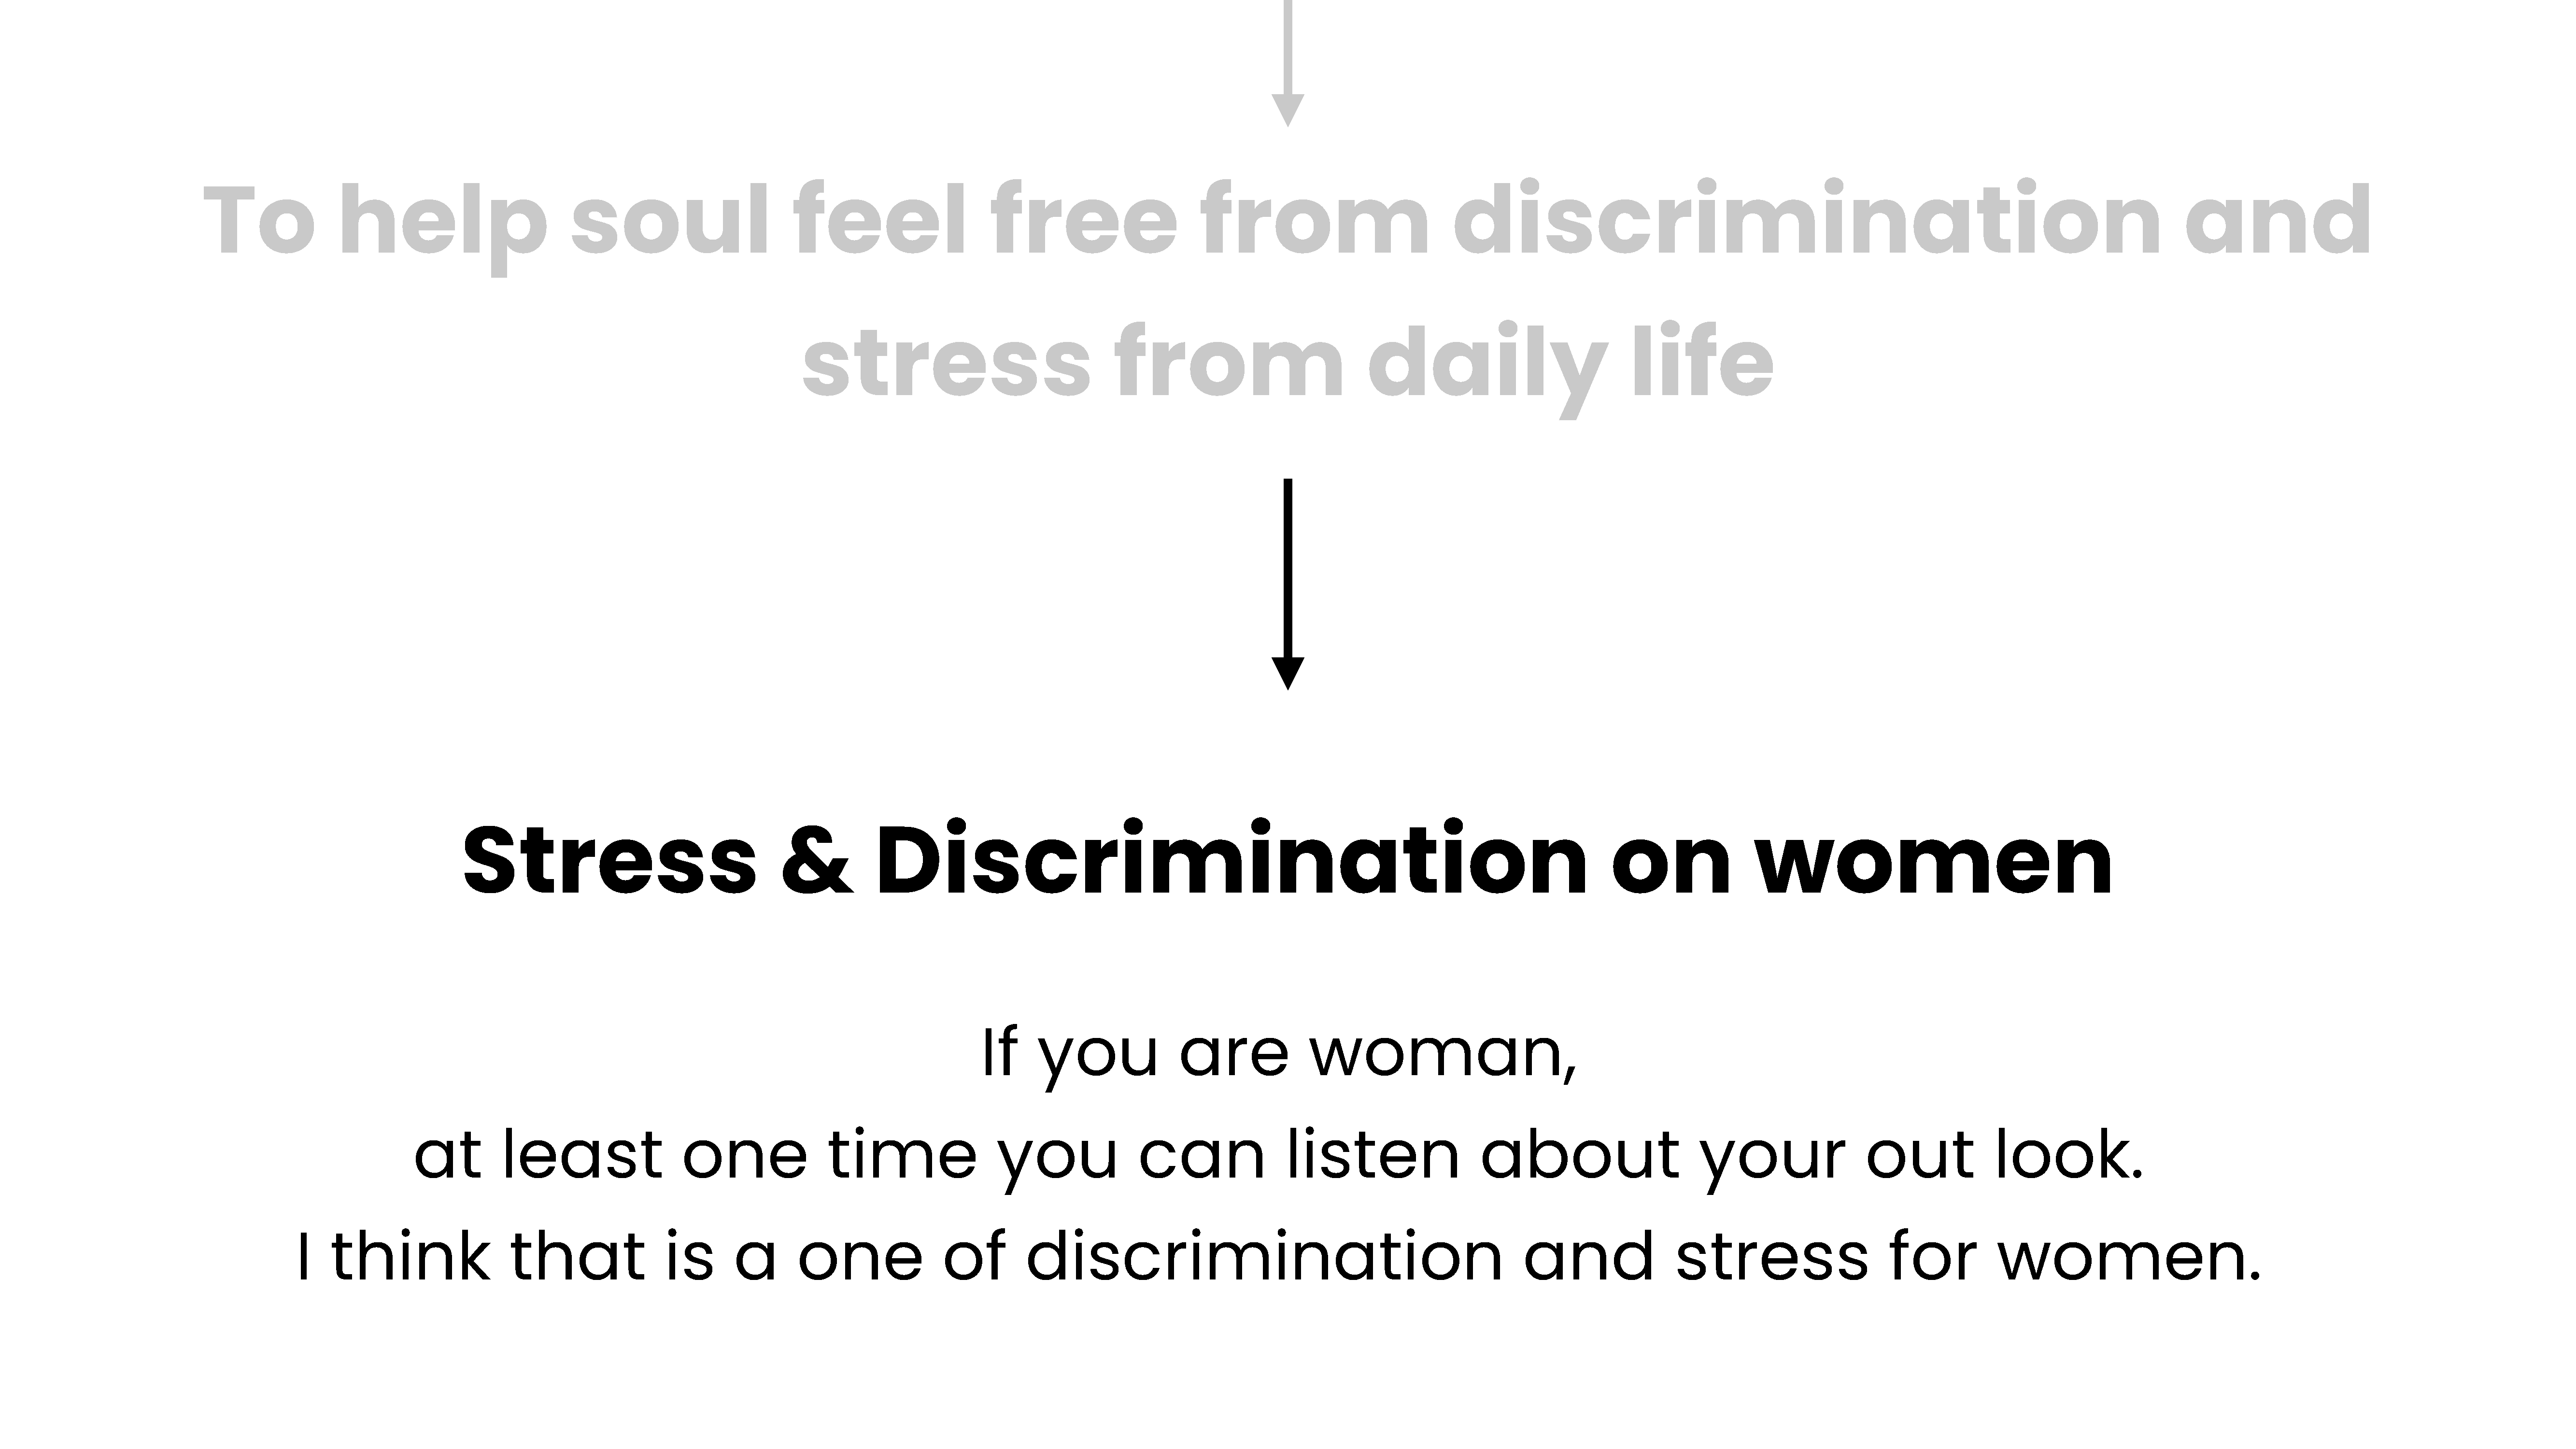 To help soul feel free from discrimination and
stress from daily life
Stress & Discrimination on women
If you are woman,
at least one time you can listen about your out look.
I think that is a one of discrimination and stress for women.